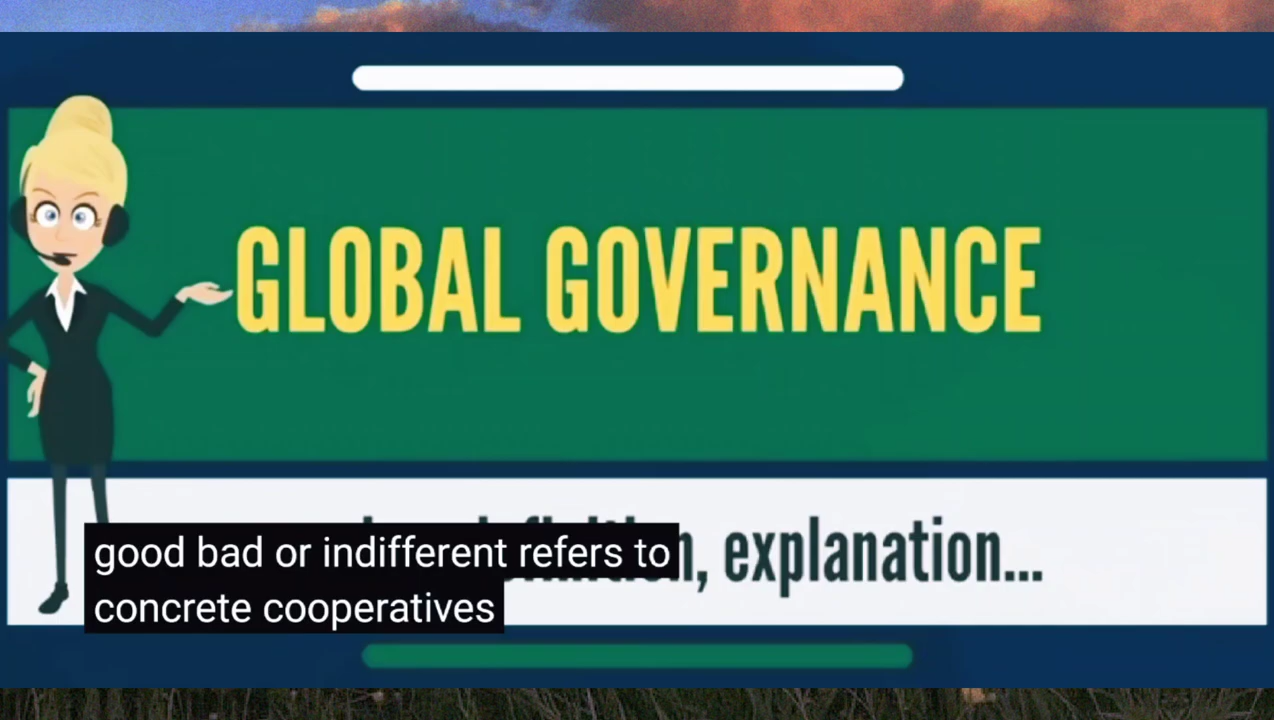 GLOBAL GOVERNANCE
explanation...
good bad or indifferent refers to
concrete cooperatives